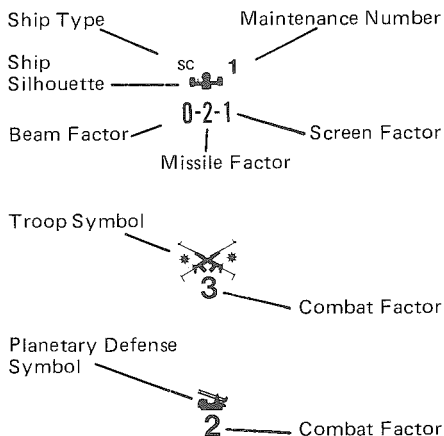 Ship Type
Maintenance Number
Ship
Silhouette
SC 1
0-2-1
Beam Factor
Screen Factor
Missile Factor
Troop Symbol
3
Combat Factor
Planetary Defense
Symbol
2
Combat Factor